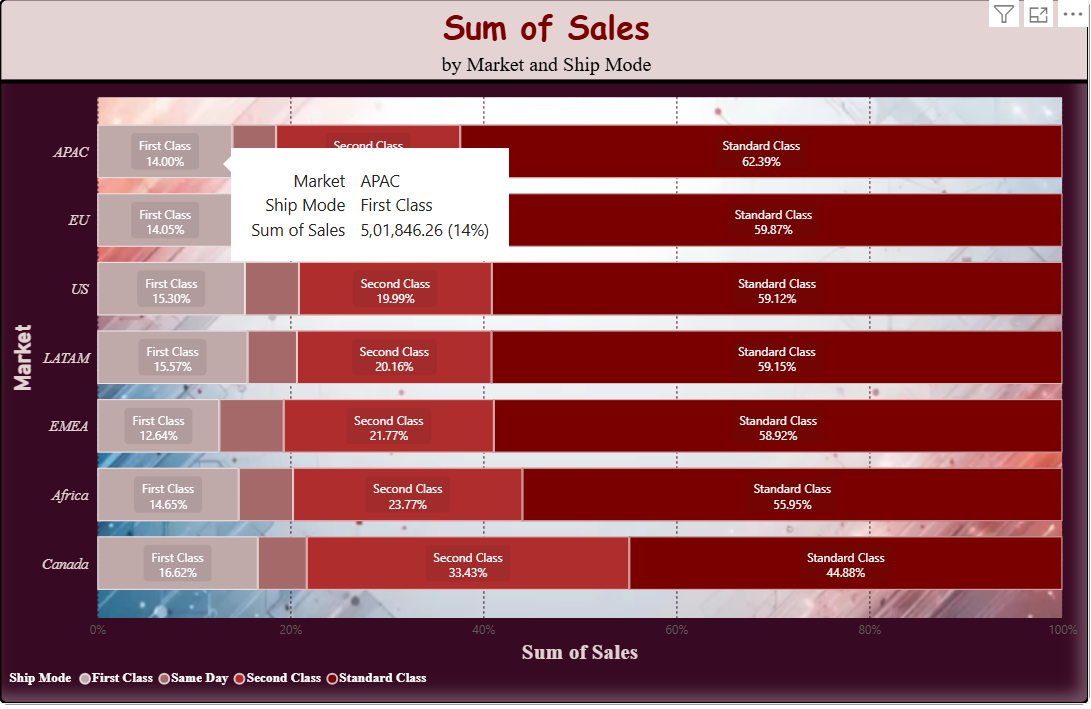 Sum of Sales
by Market and Ship Mode
APAC
First Class
14.00%
Second Class
Standard Class
62.39%
Market APAC
Ship Mode First Class
Sum of Sales 5,01,846.26 (14%)
EU
First Class
14.05%
Standard Class
59.87%
US
First Class
15.30%
Second Class
19.99%
Standard Class
59.12%
Market
LATAM
First Class
15.57%
Second Class
20.16%
Standard Class
59.15%
EMEA
First Class
12.64%
Second Class
21.77%
Standard Class
58.92%
Africa
First Class
14.65%
Second Class
23.77%
Standard Class
55.95%
Canada
First Class
16.62%
Second Class
33.43%
Standard Class
44.88%
0% 20% 40% 60% 80% 100%
Sum of Sales
Ship Mode First Class Same Day Second Class Standard Class